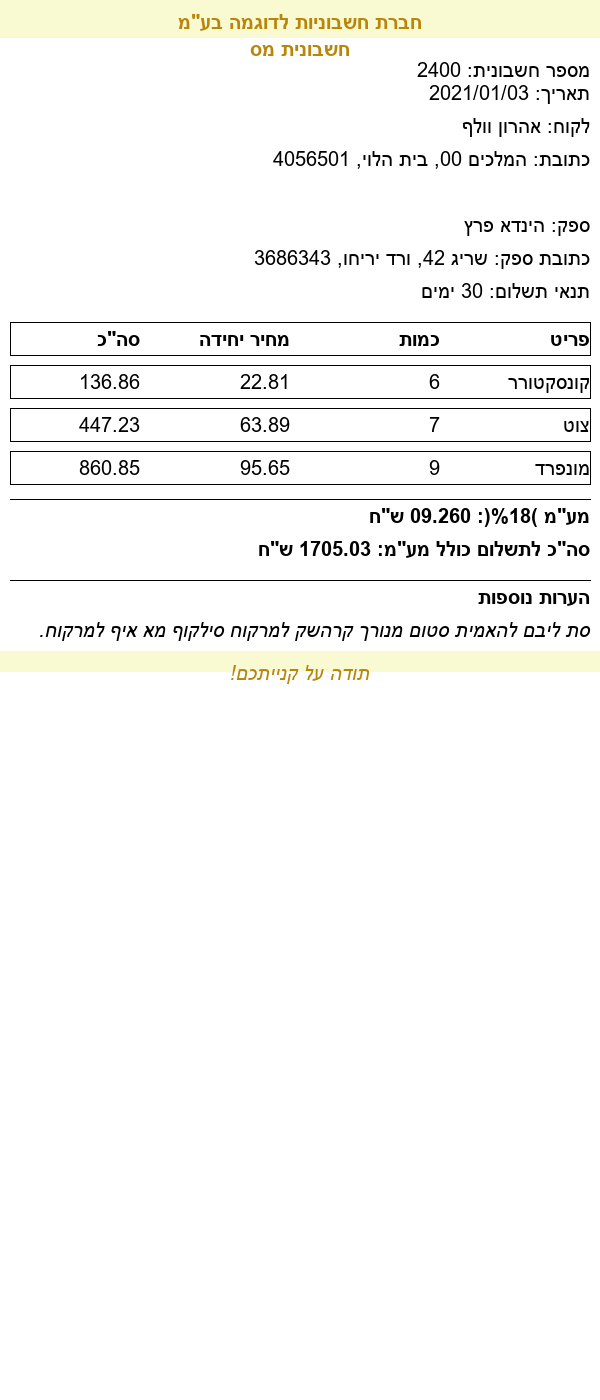 חברת חשבוניות לדוגמה בע"מ
חשבונית מס
מספר חשבונית: 2400
תאריך: 2021/01/03
לקוח: אהרון וולף
כתובת: המלכים 00, בית הלוי, 4056501
ספק: הינדא פרץ
כתובת ספק: שריג 42, ורד יריחו, 3686343
תנאי תשלום: 30 ימים
פריט כמות מחיר יחידה סה"כ
קונסקטורר 6 22.81 136.86
צוט 7 63.89 447.23
מונפרד 9 95.65 860.85
מע"מ )18%(: 09.260 ש"ח
סה"כ לתשלום כולל מע"מ: 1705.03 ש"ח
הערות נוספות
סת ליבם להאמית סטום מנורך קרהשק למרקוח סילקוף מא איף למרקוח.
תודה על קנייתכם!